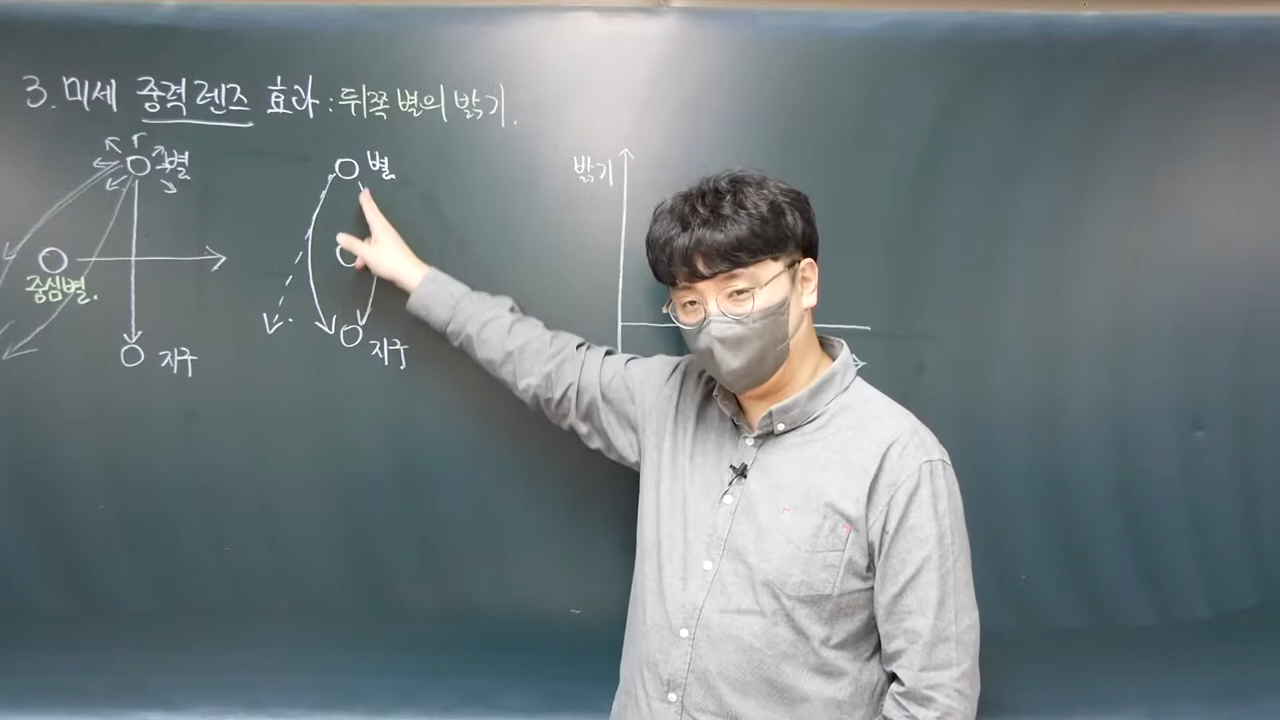 3. 미세 중력렌즈 효과 : 뒤쪽 별의 밝기.
별
별
밝기
중심별.
지구
지구